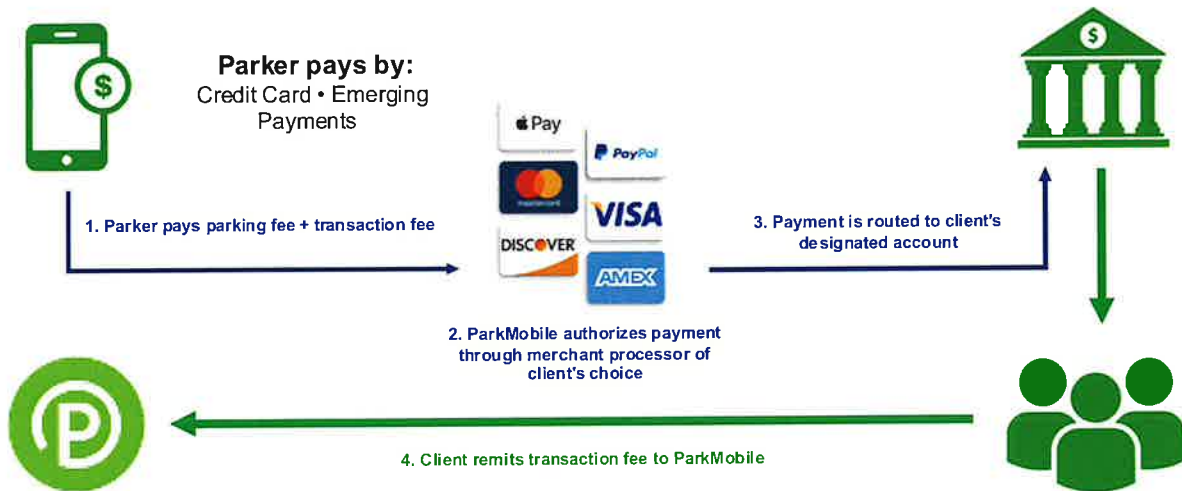 $
Parker pays by:
Credit Card • Emerging
Payments
Pay
PayPal
mastercard
VISA
DISCOVER
AMEX
$
1. Parker pays parking fee + transaction fee
3. Payment is routed to client's
designated account
2. ParkMobile authorizes payment
through merchant processor of
client's choice
P
4. Client remits transaction fee to ParkMobile